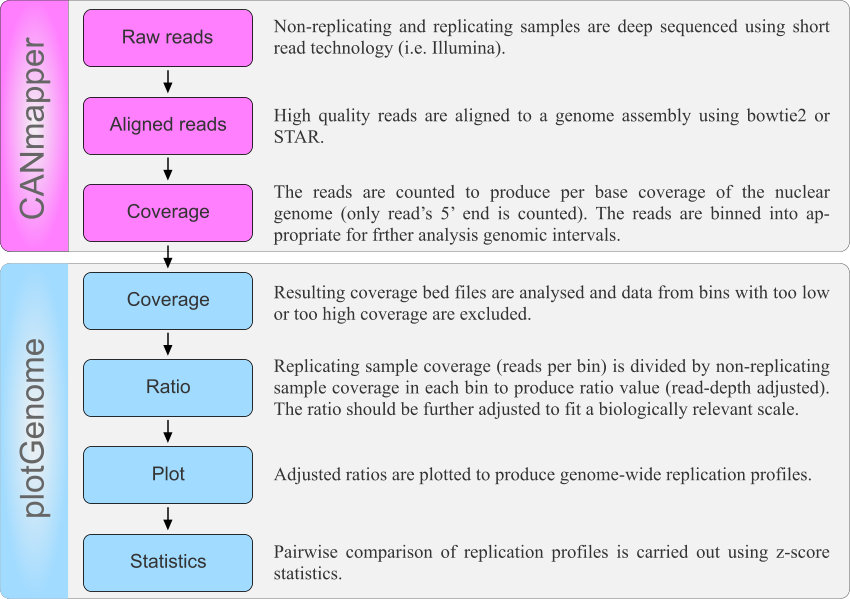 CANmapper
Raw reads
Non-replicating and replicating samples are deep sequenced using short
read technology (i.e. Illumina).
Aligned reads
High quality reads are aligned to a genome assembly using bowtie2 or
STAR.
Coverage
The reads are counted to produce per base coverage of the nuclear
genome (only read’s 5’ end is counted). The reads are binned into ap-
propriate for frther analysis genomic intervals.
plotGenome
Coverage
Resulting coverage bed files are analysed and data from bins with too low
or too high coverage are excluded.
Ratio
Replicating sample coverage (reads per bin) is divided by non-replicating
sample coverage in each bin to produce ratio value (read-depth adjusted).
The ratio should be further adjusted to fit a biologically relevant scale.
Plot
Adjusted ratios are plotted to produce genome-wide replication profiles.
Statistics
Pairwise comparison of replication profiles is carried out using z-score
statistics.